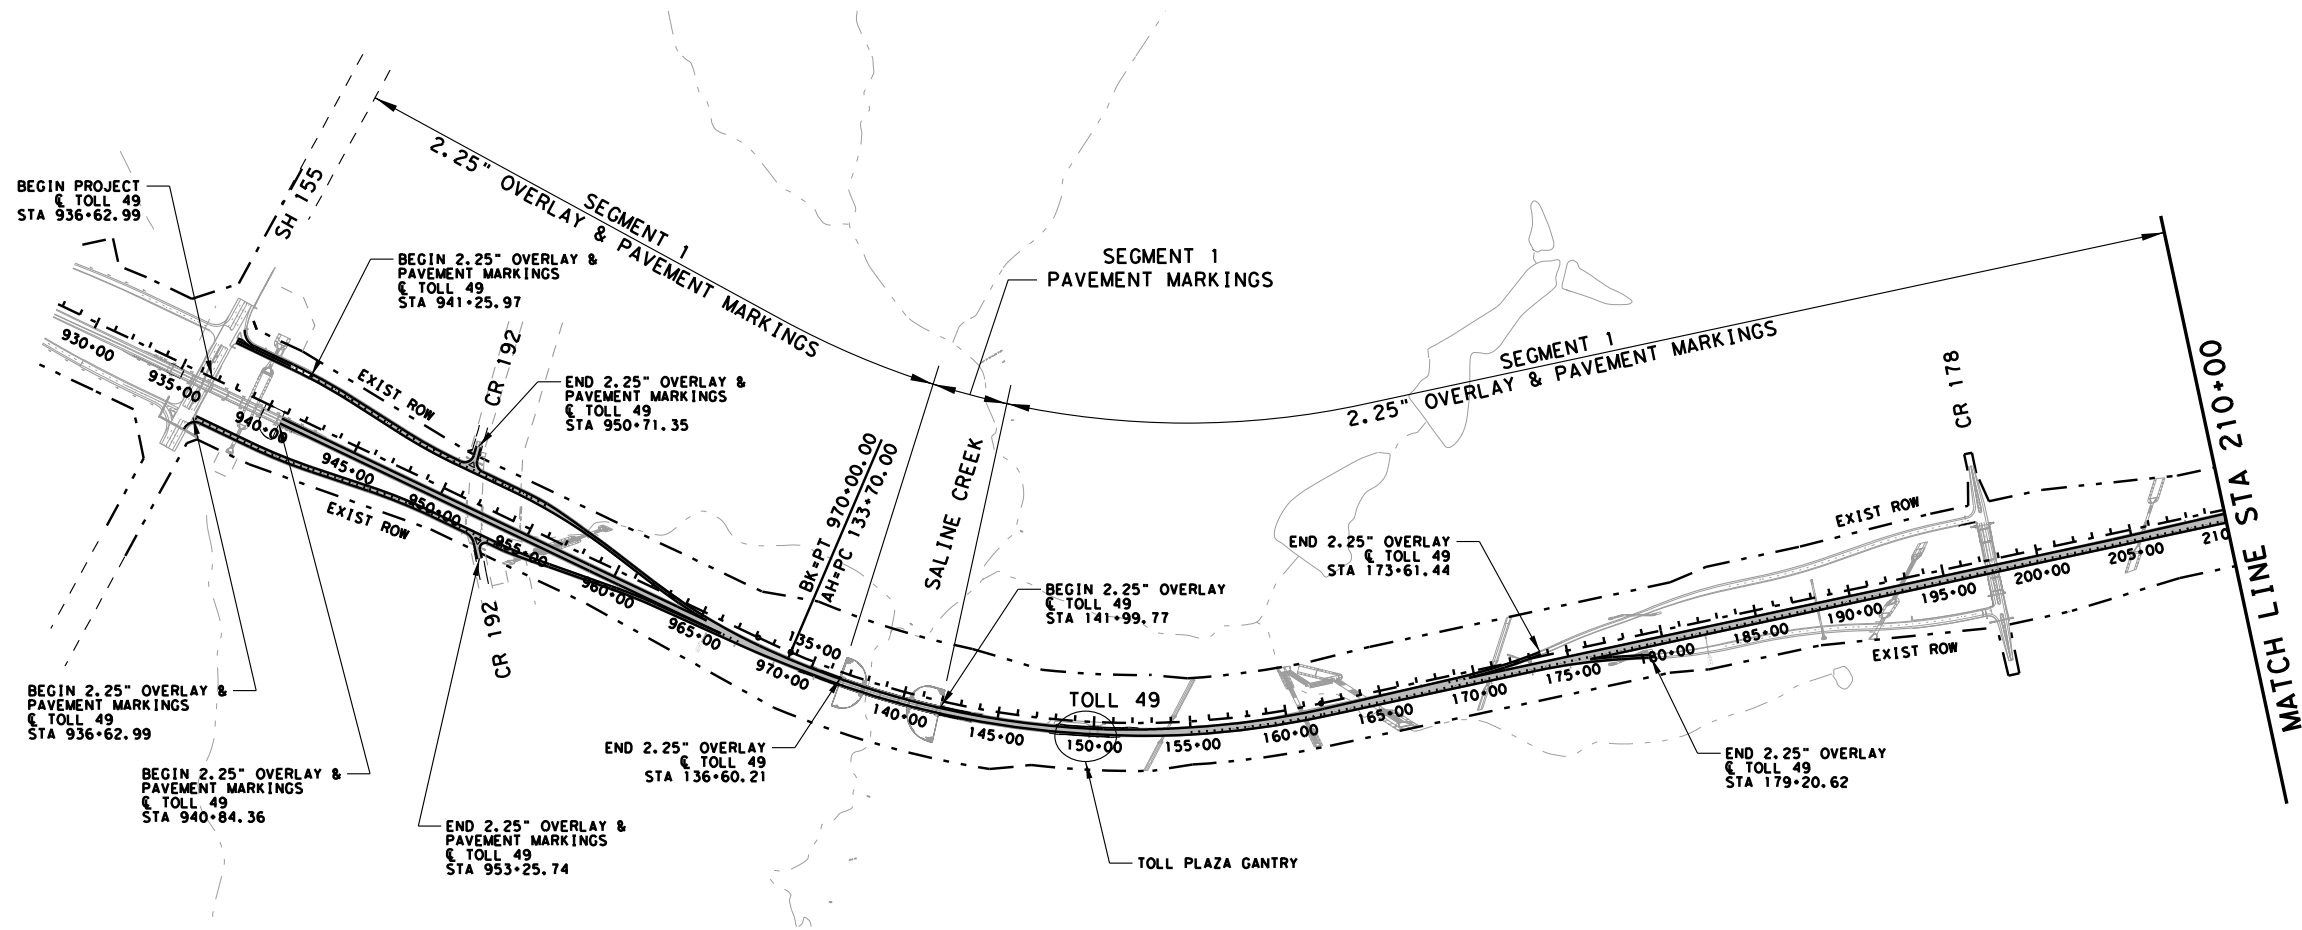 BEGIN PROJECT
℄ TOLL 49
STA 936+62.99
SH 155
2.25" OVERLAY & PAVEMENT MARKINGS
SEGMENT 1
BEGIN 2.25" OVERLAY &
PAVEMENT MARKINGS
℄ TOLL 49
STA 941+25.97
CR 192
END 2.25" OVERLAY &
PAVEMENT MARKINGS
℄ TOLL 49
STA 950+71.35
SEGMENT 1
PAVEMENT MARKINGS
SEGMENT 1
2.25" OVERLAY & PAVEMENT MARKINGS
CR 178
MATCH LINE STA 210+00
EXIST ROW
EXIST ROW
930+00
935+00
940+00
945+00
950+00
955+00
960+00
965+00
970+00
BK=PT 970+00.00
AH=PC 133+70.00
SALINE CREEK
135+00
140+00
145+00
150+00
155+00
160+00
165+00
170+00
175+00
180+00
185+00
190+00
195+00
200+00
205+00
210
TOLL 49
EXIST ROW
EXIST ROW
BEGIN 2.25" OVERLAY
℄ TOLL 49
STA 141+99.77
END 2.25" OVERLAY
℄ TOLL 49
STA 173+61.44
CR 192
BEGIN 2.25" OVERLAY &
PAVEMENT MARKINGS
℄ TOLL 49
STA 936+62.99
BEGIN 2.25" OVERLAY &
PAVEMENT MARKINGS
℄ TOLL 49
STA 940+84.36
END 2.25" OVERLAY &
PAVEMENT MARKINGS
℄ TOLL 49
STA 953+25.74
END 2.25" OVERLAY
℄ TOLL 49
STA 136+60.21
END 2.25" OVERLAY
℄ TOLL 49
STA 179+20.62
TOLL PLAZA GANTRY